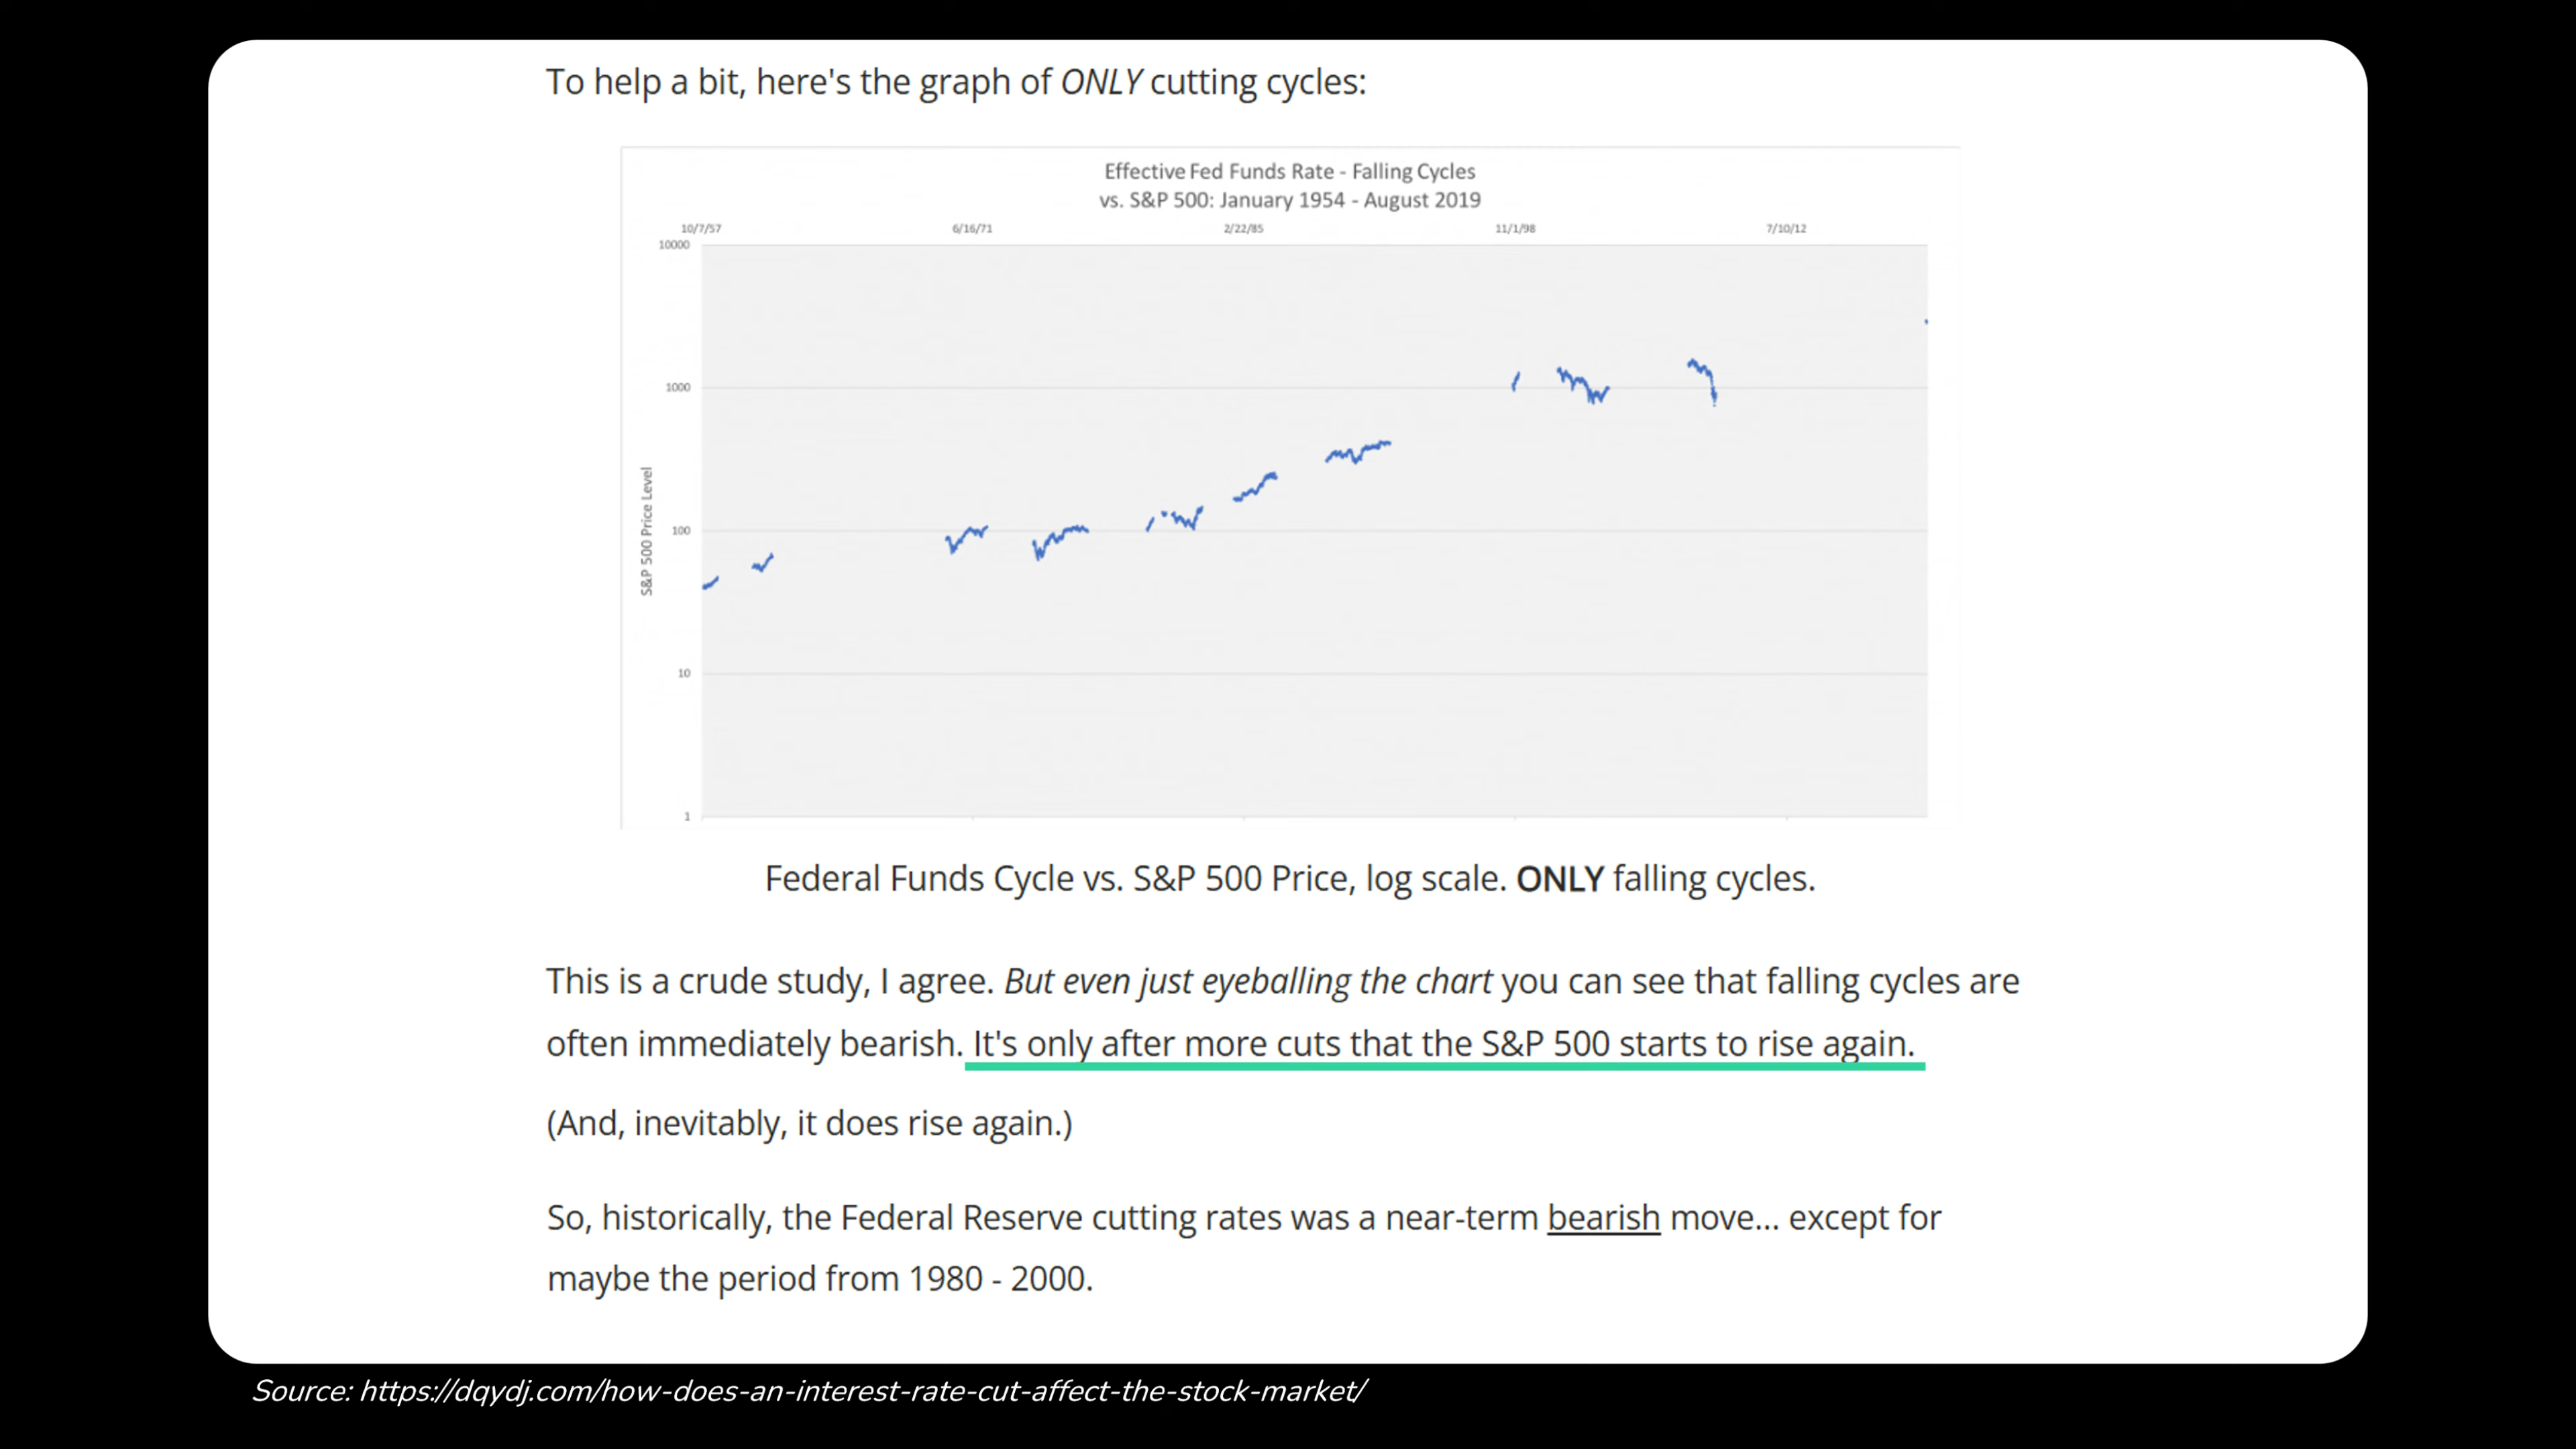 To help a bit, here's the graph of ONLY cutting cycles:
Effective Fed Funds Rate - Falling Cycles
vs. S&P 500: January 1954 - August 2019
10/7/57 6/16/71 2/22/85 11/1/98 7/10/12
10000
1000
100
10
1
S&P 500 Price Level
Federal Funds Cycle vs. S&P 500 Price, log scale. ONLY falling cycles.
This is a crude study, I agree. But even just eyeballing the chart you can see that falling cycles are
often immediately bearish. It's only after more cuts that the S&P 500 starts to rise again.
(And, inevitably, it does rise again.)
So, historically, the Federal Reserve cutting rates was a near-term bearish move... except for
maybe the period from 1980 - 2000.
Source: https://dqydj.com/how-does-an-interest-rate-cut-affect-the-stock-market/